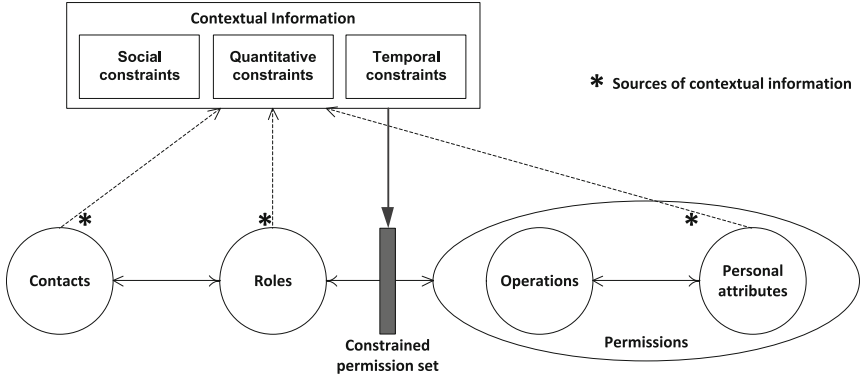 Contextual Information
Social
constraints
Quantitative
constraints
Temporal
constraints
* Sources of contextual information
*
*
*
Contacts
Roles
Operations
Personal
attributes
Permissions
Constrained
permission set